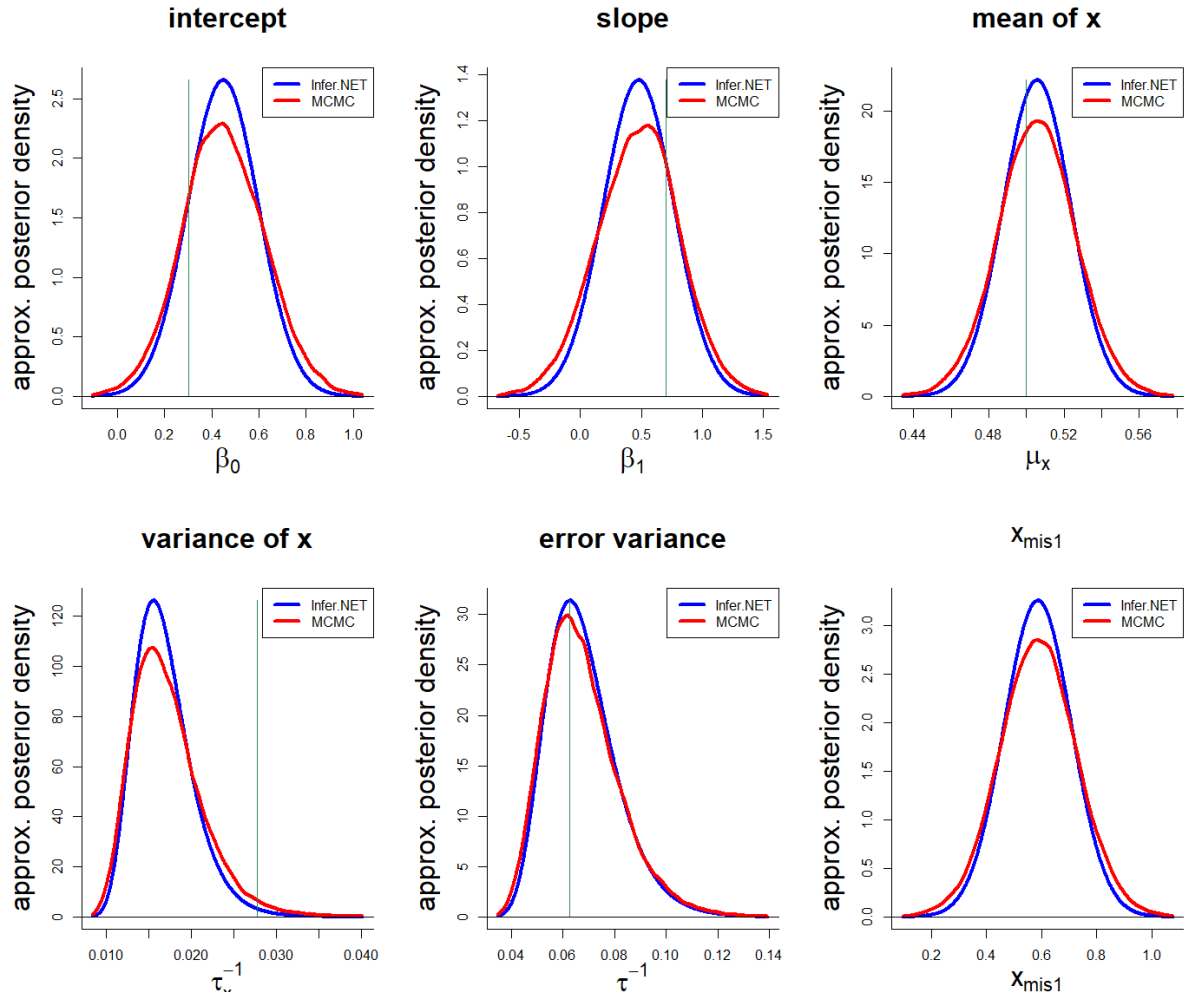 intercept
approx. posterior density
0.0 0.5 1.0 1.5 2.0 2.5
Infer.NET
MCMC
0.0 0.2 0.4 0.6 0.8 1.0
β0
slope
approx. posterior density
0.0 0.2 0.4 0.6 0.8 1.0 1.2 1.4
Infer.NET
MCMC
-0.5 0.0 0.5 1.0 1.5
β1
mean of x
approx. posterior density
0 5 10 15 20
Infer.NET
MCMC
0.44 0.48 0.52 0.56
μx
variance of x
approx. posterior density
0 20 40 60 80 100 120
Infer.NET
MCMC
0.010 0.020 0.030 0.040
τx−1
error variance
approx. posterior density
0 5 10 15 20 25 30
Infer.NET
MCMC
0.04 0.06 0.08 0.10 0.12 0.14
τ−1
xmis1
approx. posterior density
0.0 0.5 1.0 1.5 2.0 2.5 3.0
Infer.NET
MCMC
0.2 0.4 0.6 0.8 1.0
xmis1